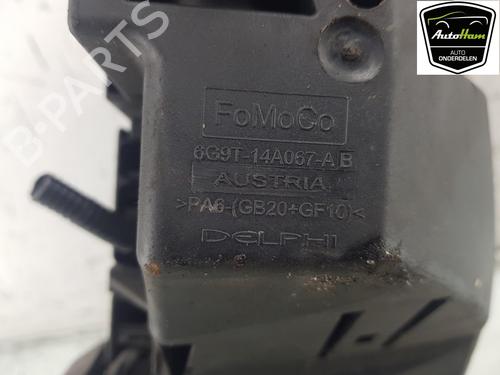 AutoHam
AUTO
ONDERDELEN
B-PARTS
FoMoCo
6G9T-14A067-AB
AUSTRIA
>PA6-(GB20+GF10)<
DELPHI